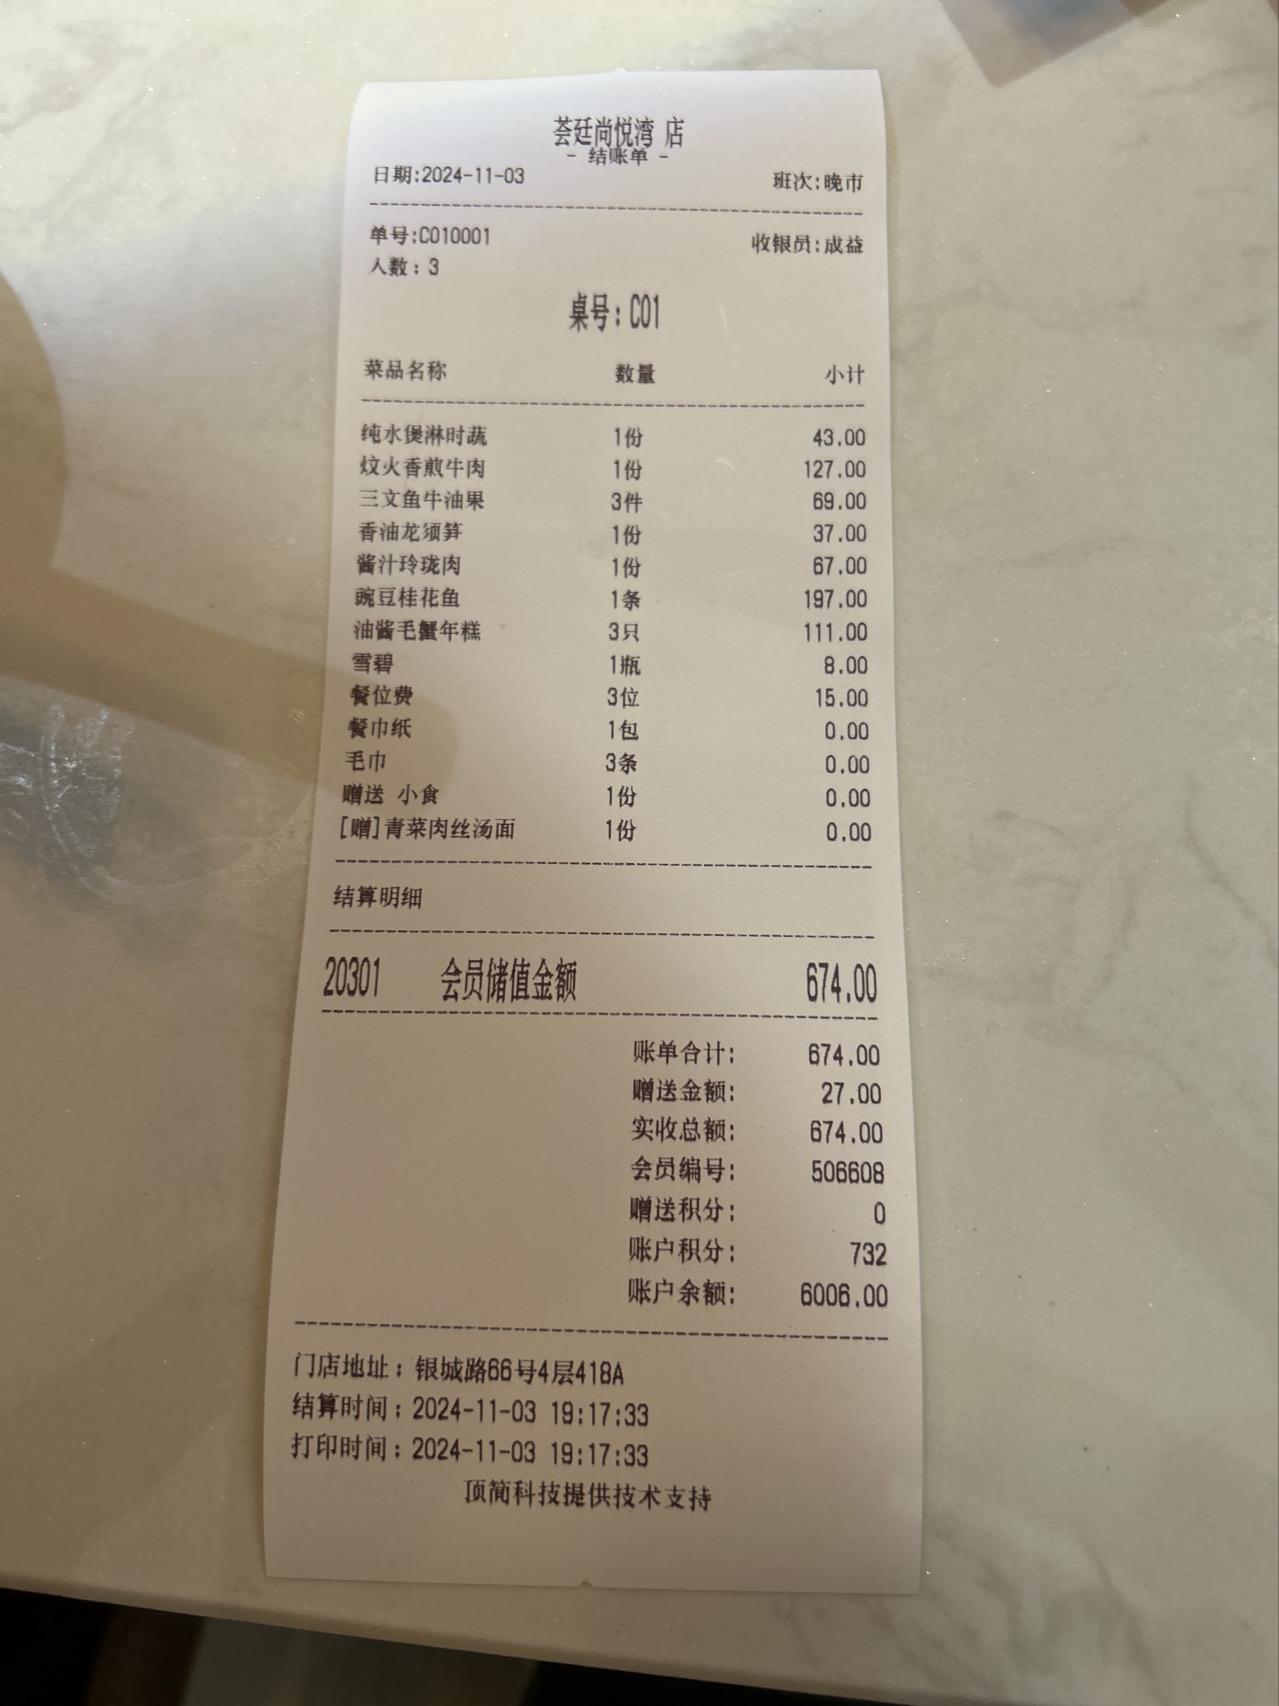 荟廷尚悦湾 店
- 结账单 -
日期:2024-11-03 班次:晚市
单号:C010001 收银员:成益
人数:3
桌号:C01
菜品名称 数量 小计
纯水煲淋时蔬 1份 43.00
炆火香煎牛肉 1份 127.00
三文鱼牛油果 3件 69.00
香油龙须笋 1份 37.00
酱汁玲珑肉 1份 67.00
豌豆桂花鱼 1条 197.00
油酱毛蟹年糕 3只 111.00
雪碧 1瓶 8.00
餐位费 3位 15.00
餐巾纸 1包 0.00
毛巾 3条 0.00
赠送 小食 1份 0.00
[赠]青菜肉丝汤面 1份 0.00
结算明细
20301 会员储值金额 674.00
账单合计: 674.00
赠送金额: 27.00
实收总额: 674.00
会员编号: 506608
赠送积分: 0
账户积分: 732
账户余额: 6006.00
门店地址:银城路66号4层418A
结算时间:2024-11-03 19:17:33
打印时间:2024-11-03 19:17:33
顶简科技提供技术支持